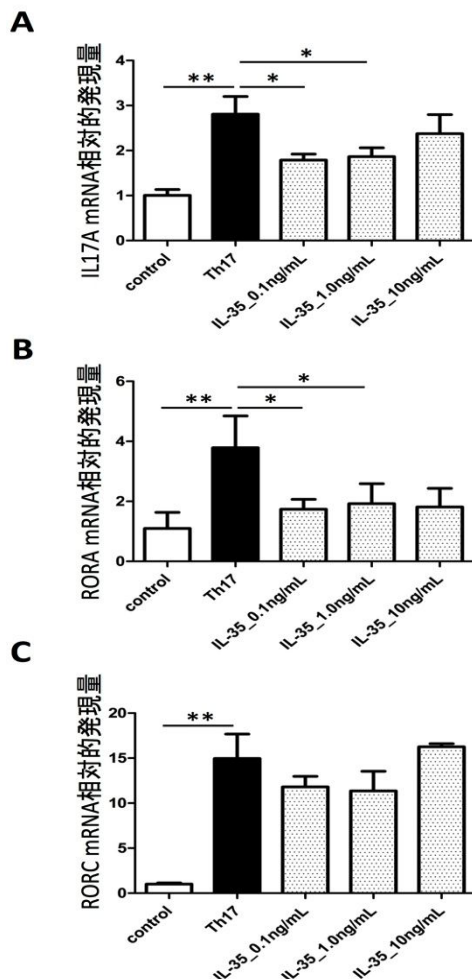 A
IL17A mRNA相対的発現量
4
3
2
1
0
**
*
*
control
Th17
IL-35_0.1ng/mL
IL-35_1.0ng/mL
IL-35_10ng/mL
B
RORA mRNA相対的発現量
6
4
2
0
**
*
*
control
Th17
IL-35_0.1ng/mL
IL-35_1.0ng/mL
IL-35_10ng/mL
C
RORC mRNA相対的発現量
20
15
10
5
0
**
control
Th17
IL-35_0.1ng/mL
IL-35_1.0ng/mL
IL-35_10ng/mL